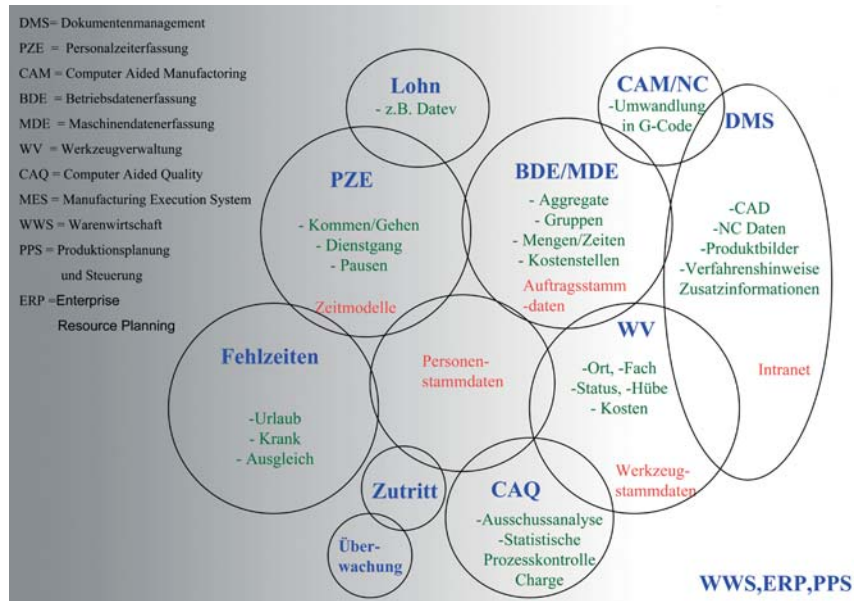 DMS= Dokumentenmanagement
PZE = Personalzeiterfassung
CAM = Computer Aided Manufactoring
BDE = Betriebsdatenerfassung
MDE = Maschinendatenerfassung
WV = Werkzeugverwaltung
CAQ = Computer Aided Quality
MES = Manufacturing Execution System
WWS = Warenwirtschaft
PPS = Produktionsplanung
und Steuerung
ERP =Enterprise
Resource Planning
Lohn
- z.B. Datev
CAM/NC
-Umwandlung
in G-Code
DMS
-CAD
-NC Daten
-Produktbilder
-Verfahrenshinweise
Zusatzinformationen
Intranet
PZE
- Kommen/Gehen
- Dienstgang
- Pausen
Zeitmodelle
BDE/MDE
- Aggregate
- Gruppen
- Mengen/Zeiten
- Kostenstellen
Auftragsstamm
-daten
Fehlzeiten
-Urlaub
- Krank
- Ausgleich
Personen-
stammdaten
WV
-Ort, -Fach
-Status, -Hübe
- Kosten
Werkzeug-
stammdaten
Zutritt
Über-
wachung
CAQ
-Ausschussanalyse
-Statistische
Prozesskontrolle
Charge
WWS,ERP,PPS